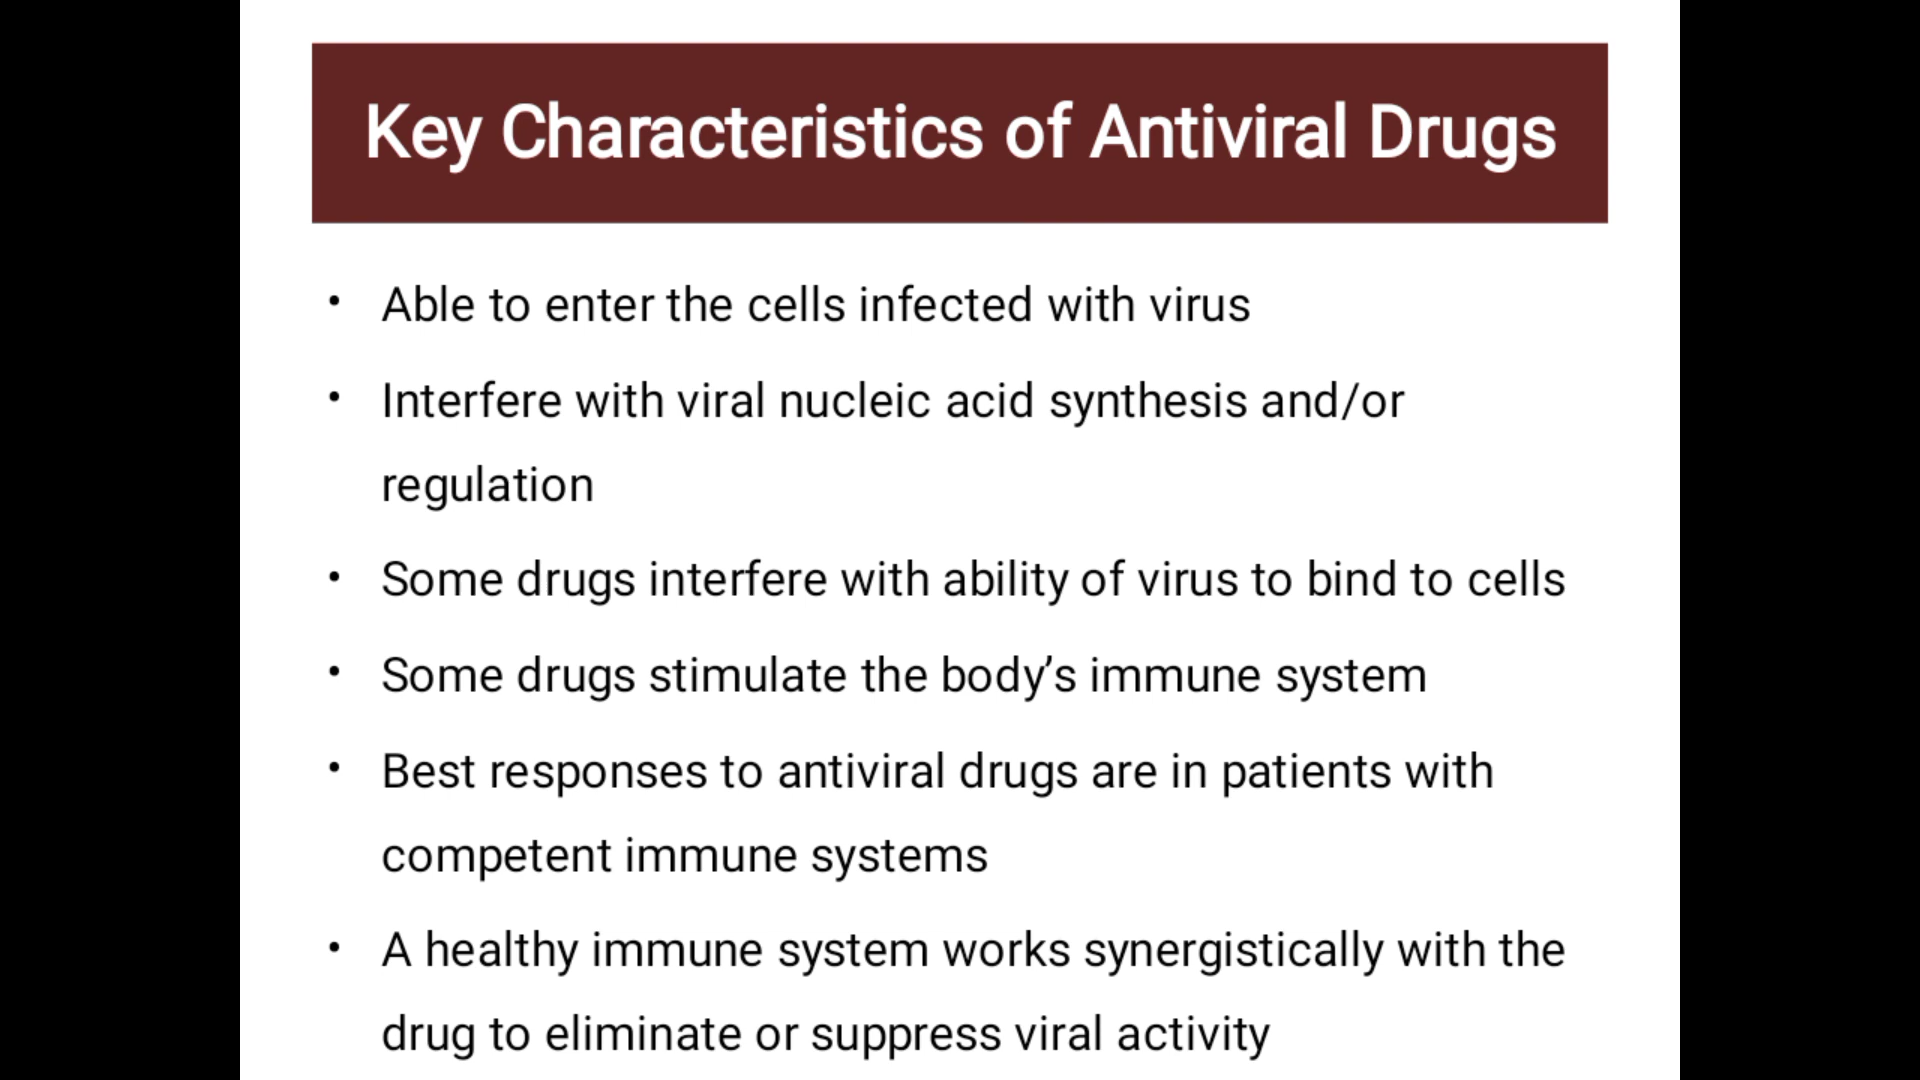 Key Characteristics of Antiviral Drugs
• Able to enter the cells infected with virus
• Interfere with viral nucleic acid synthesis and/or
regulation
• Some drugs interfere with ability of virus to bind to cells
• Some drugs stimulate the body’s immune system
• Best responses to antiviral drugs are in patients with
competent immune systems
• A healthy immune system works synergistically with the
drug to eliminate or suppress viral activity